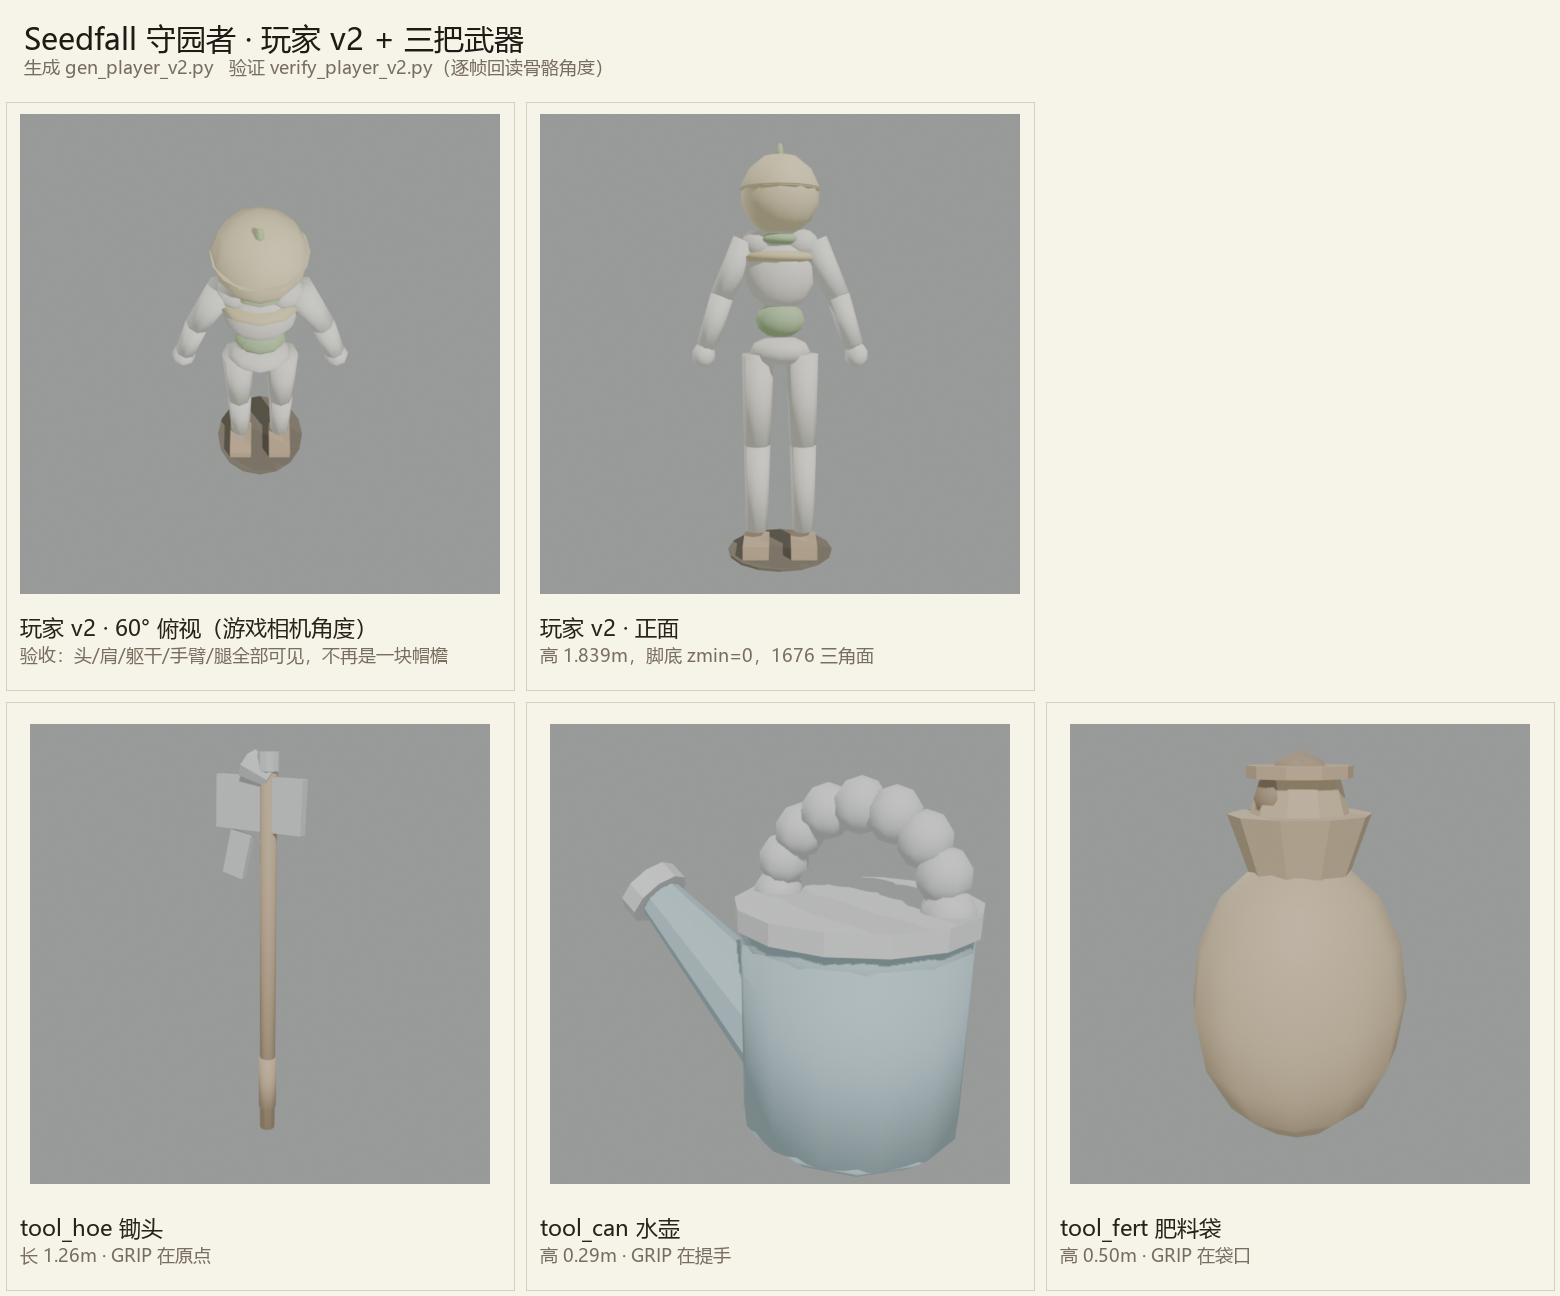 Seedfall 守园者 · 玩家 v2 + 三把武器
生成 gen_player_v2.py   验证 verify_player_v2.py（逐帧回读骨骼角度）
玩家 v2 · 60° 俯视（游戏相机角度）
验收：头/肩/躯干/手臂/腿全部可见，不再是一块帽檐
玩家 v2 · 正面
高 1.839m，脚底 zmin=0，1676 三角面
tool_hoe 锄头
长 1.26m · GRIP 在原点
tool_can 水壶
高 0.29m · GRIP 在提手
tool_fert 肥料袋
高 0.50m · GRIP 在袋口